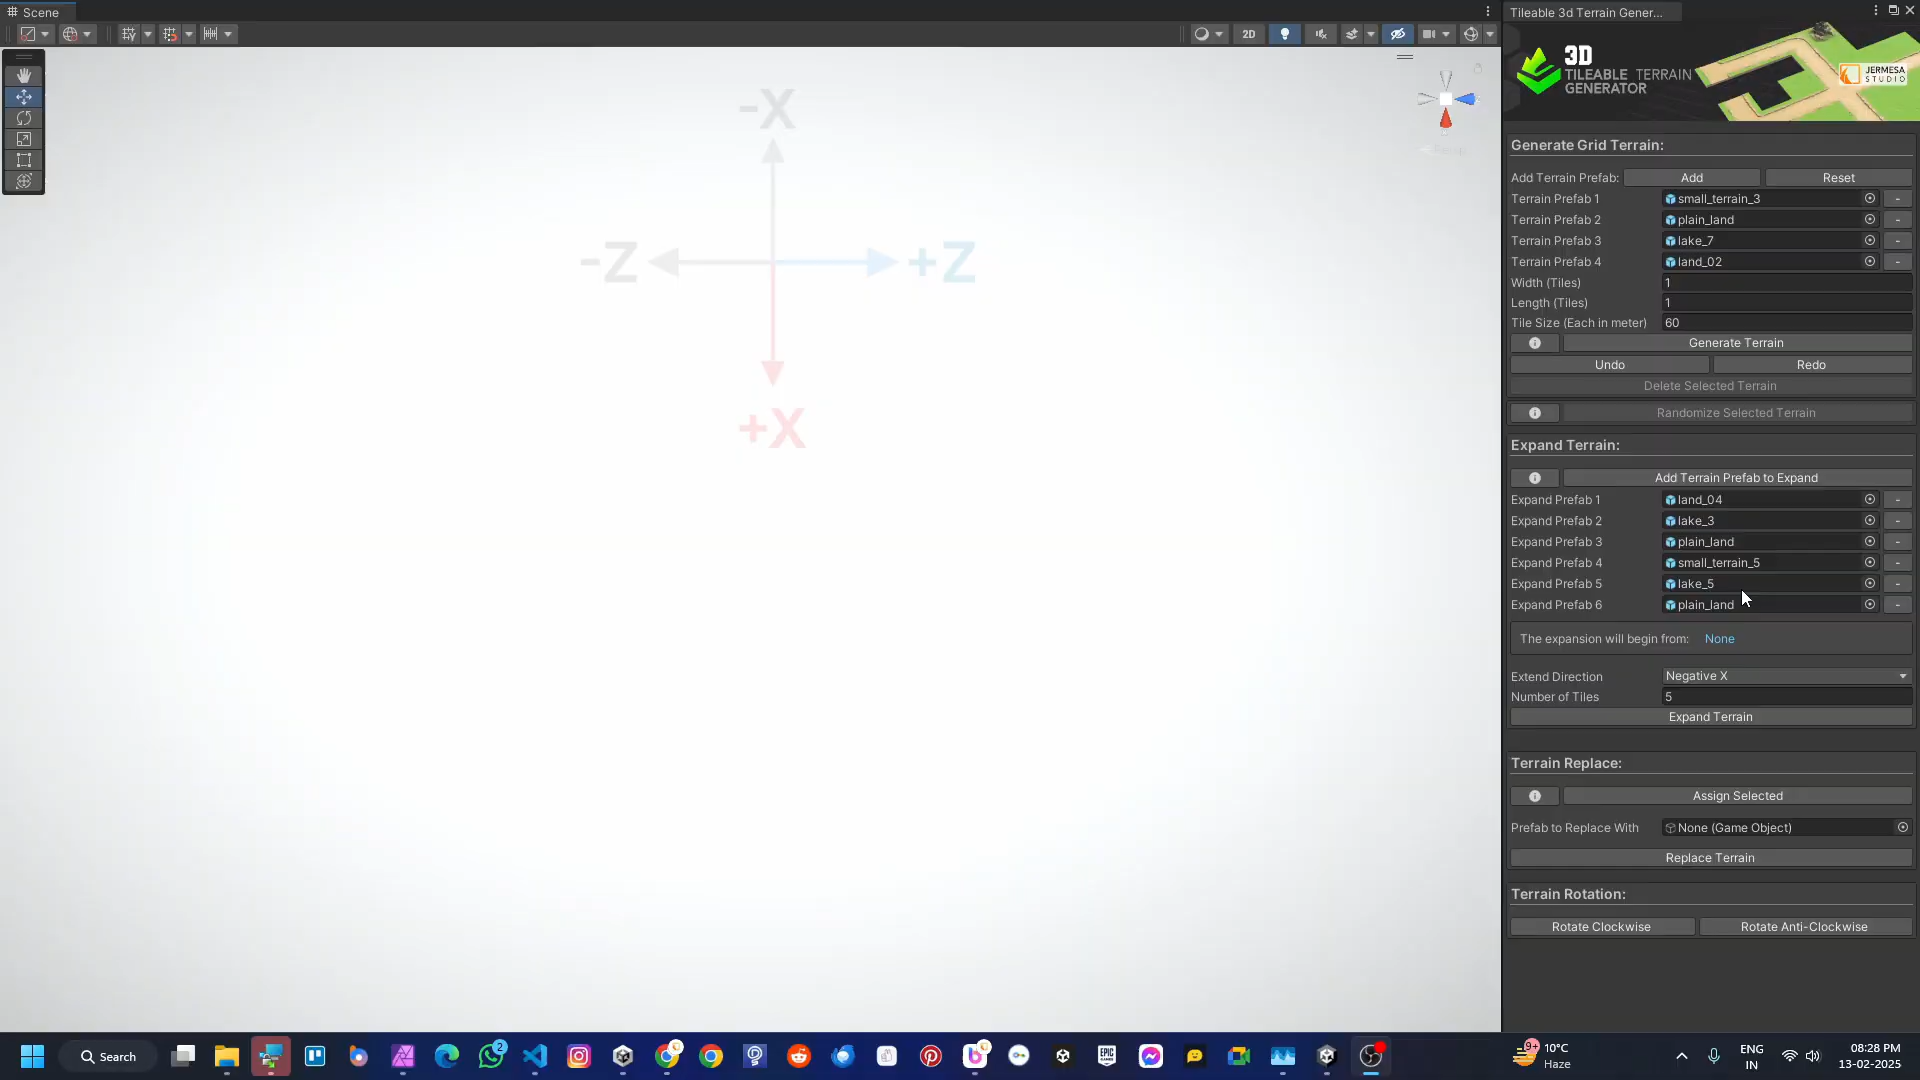 Scene
Tileable 3d Terrain Gener...
2D
3D
TILEABLE TERRAIN
GENERATOR
JERMESA
STUDIO
-X
-Z
+Z
+X
Generate Grid Terrain:
Add Terrain Prefab: Add Reset
Terrain Prefab 1 small_terrain_3 -
Terrain Prefab 2 plain_land -
Terrain Prefab 3 lake_7 -
Terrain Prefab 4 land_02 -
Width (Tiles) 1
Length (Tiles) 1
Tile Size (Each in meter) 60
Generate Terrain
Undo Redo
Delete Selected Terrain
Randomize Selected Terrain
Expand Terrain:
Add Terrain Prefab to Expand
Expand Prefab 1 land_04 -
Expand Prefab 2 lake_3 -
Expand Prefab 3 plain_land -
Expand Prefab 4 small_terrain_5 -
Expand Prefab 5 lake_5 -
Expand Prefab 6 plain_land -
The expansion will begin from: None
Extend Direction Negative X
Number of Tiles 5
Expand Terrain
Terrain Replace:
Assign Selected
Prefab to Replace With None (Game Object)
Replace Terrain
Terrain Rotation:
Rotate Clockwise Rotate Anti-Clockwise
Search
2
EPIC
GAMES
9+
10°C
Haze
ENG
IN
08:28 PM
13-02-2025